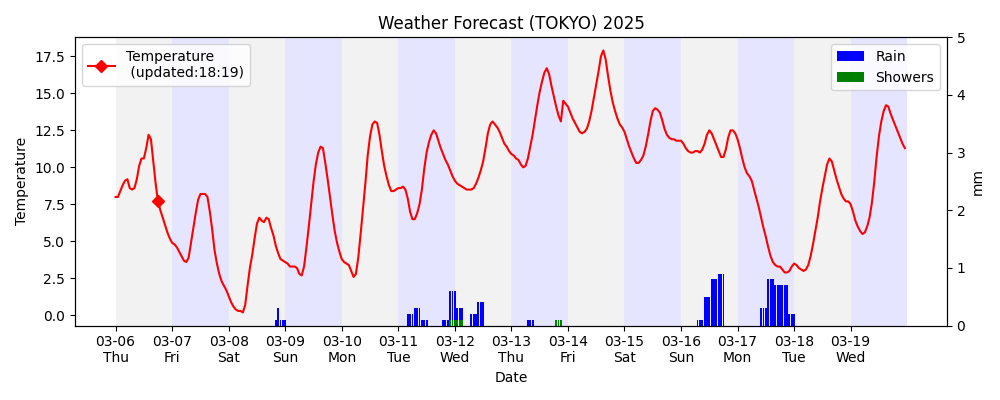 Weather Forecast (TOKYO) 2025
Temperature
(updated:18:19)
Rain
Showers
17.5
15.0
12.5
10.0
7.5
5.0
2.5
0.0
Temperature
5
4
3
2
1
0
mm
03-06 03-07 03-08 03-09 03-10 03-11 03-12 03-13 03-14 03-15 03-16 03-17 03-18 03-19
Thu Fri Sat Sun Mon Tue Wed Thu Fri Sat Sun Mon Tue Wed
Date